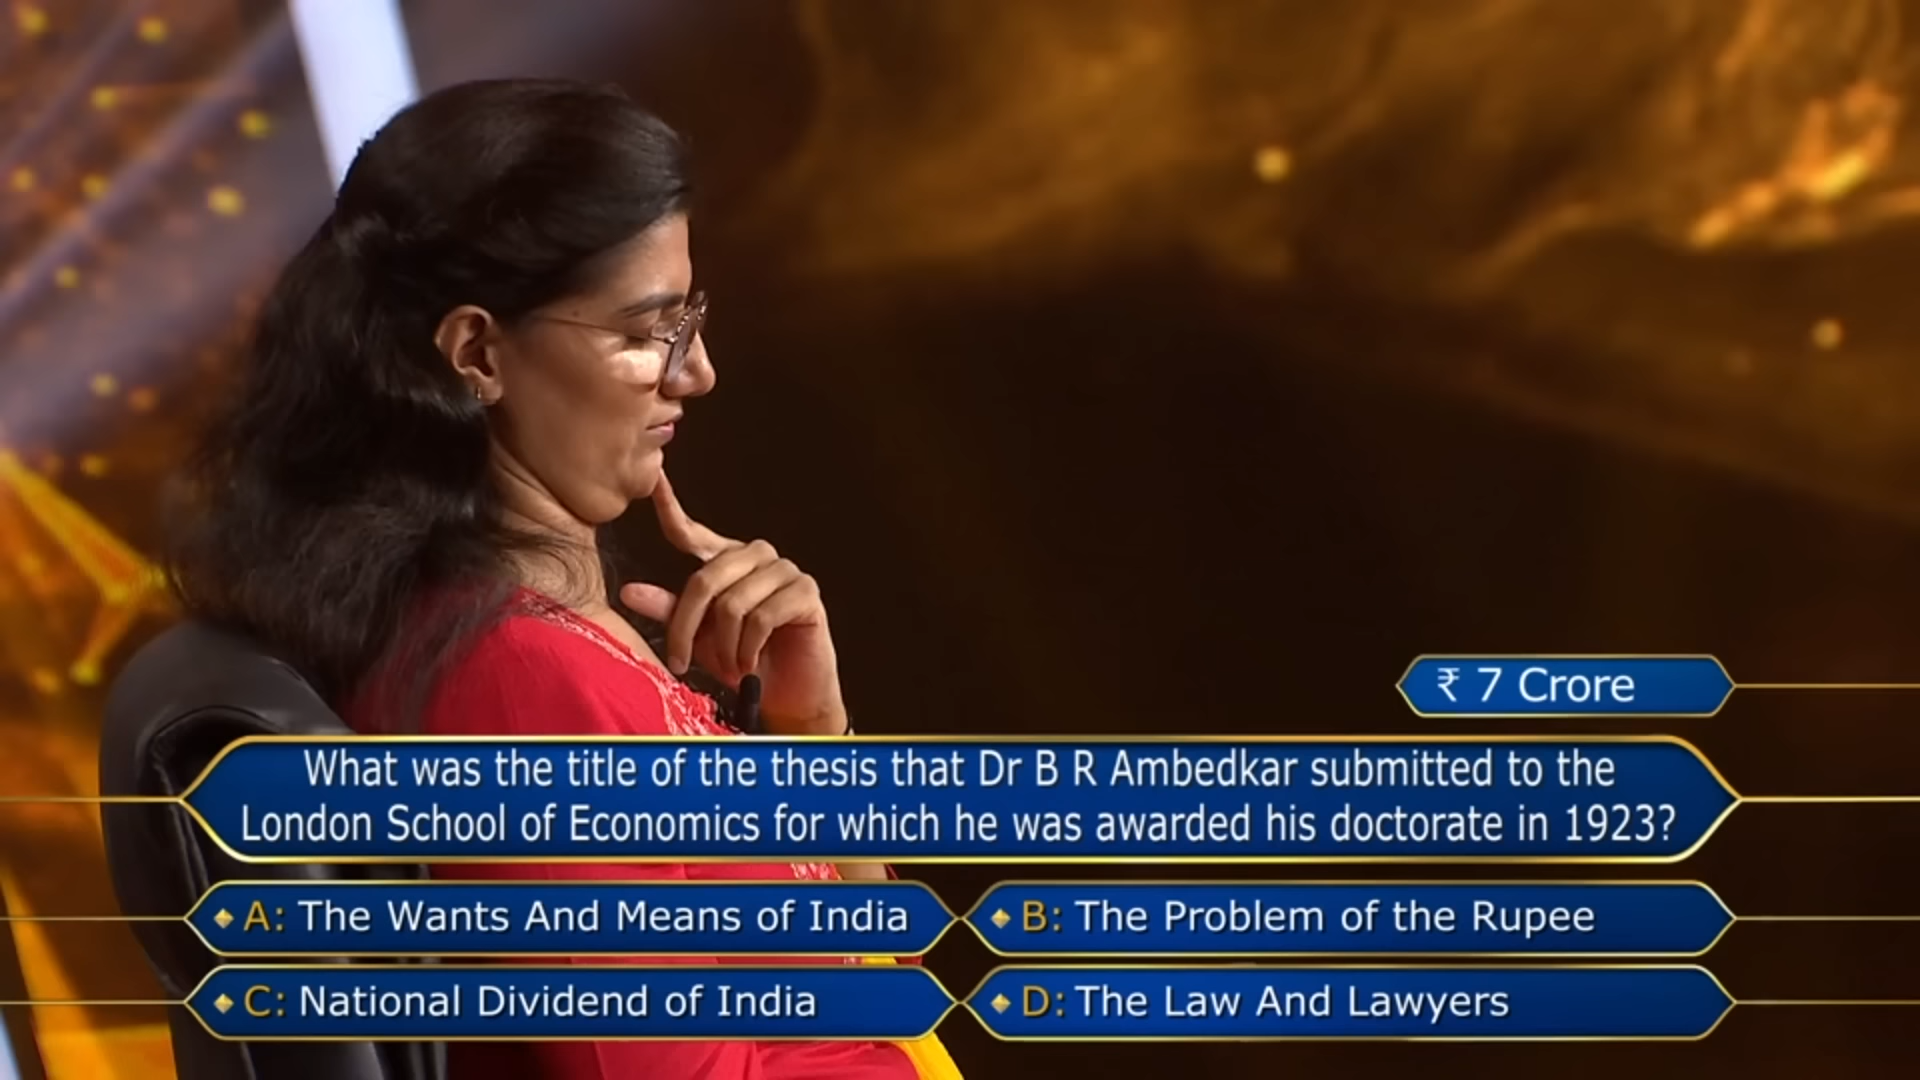 ₹ 7 Crore
What was the title of the thesis that Dr B R Ambedkar submitted to the
London School of Economics for which he was awarded his doctorate in 1923?
A: The Wants And Means of India
B: The Problem of the Rupee
C: National Dividend of India
D: The Law And Lawyers